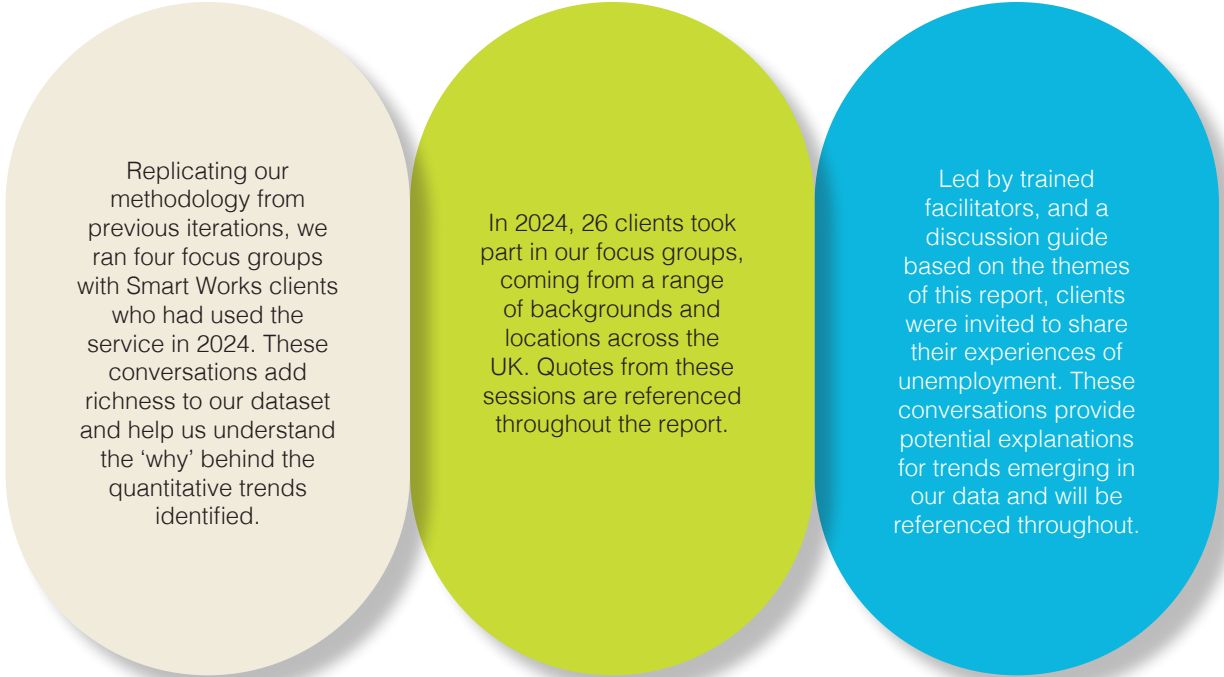 Replicating our
methodology from
previous iterations, we
ran four focus groups
with Smart Works clients
who had used the
service in 2024. These
conversations add
richness to our dataset
and help us understand
the ‘why’ behind the
quantitative trends
identified.
In 2024, 26 clients took
part in our focus groups,
coming from a range
of backgrounds and
locations across the
UK. Quotes from these
sessions are referenced
throughout the report.
Led by trained
facilitators, and a
discussion guide
based on the themes
of this report, clients
were invited to share
their experiences of
unemployment. These
conversations provide
potential explanations
for trends emerging in
our data and will be
referenced throughout.